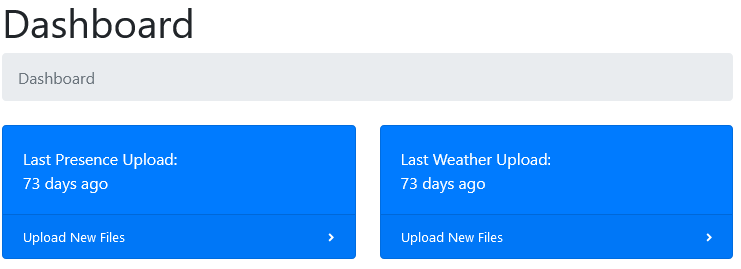 Dashboard
Dashboard
Last Presence Upload:
73 days ago
Upload New Files
Last Weather Upload:
73 days ago
Upload New Files